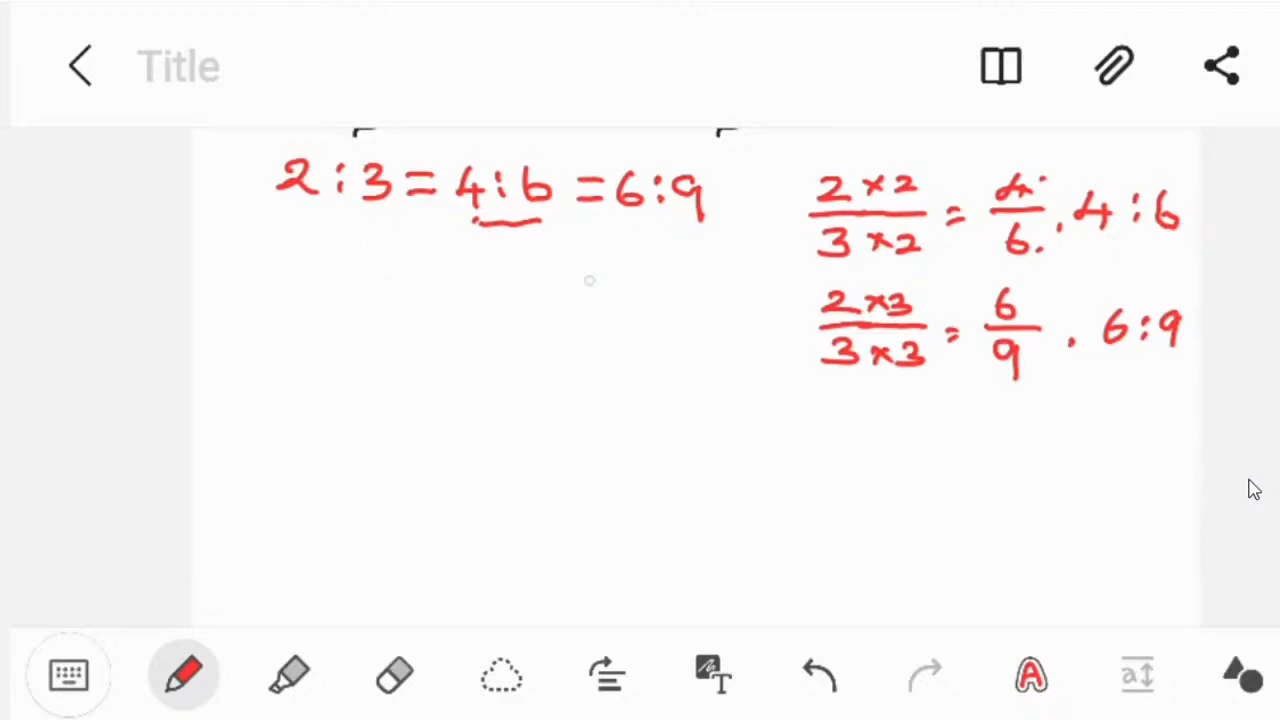 Title
2 : 3 = 4 : 6 = 6 : 9
2 × 2 / 3 × 2 = 4 / 6 . 4 : 6
2 × 3 / 3 × 3 = 6 / 9 . 6 : 9
T A a